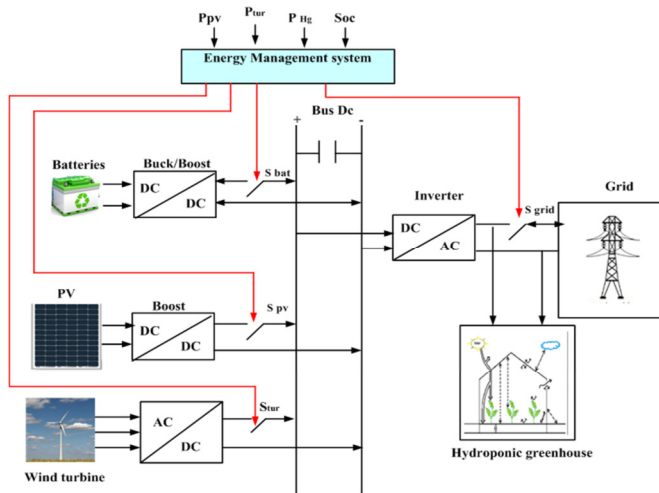 Ppv
Ptur
P Hg
Soc
Energy Management system
Bus Dc
+
-
Batteries
Buck/Boost
DC
DC
S bat
Inverter
DC
AC
S grid
Grid
PV
Boost
DC
DC
S pv
AC
DC
Stur
Wind turbine
Hydroponic greenhouse